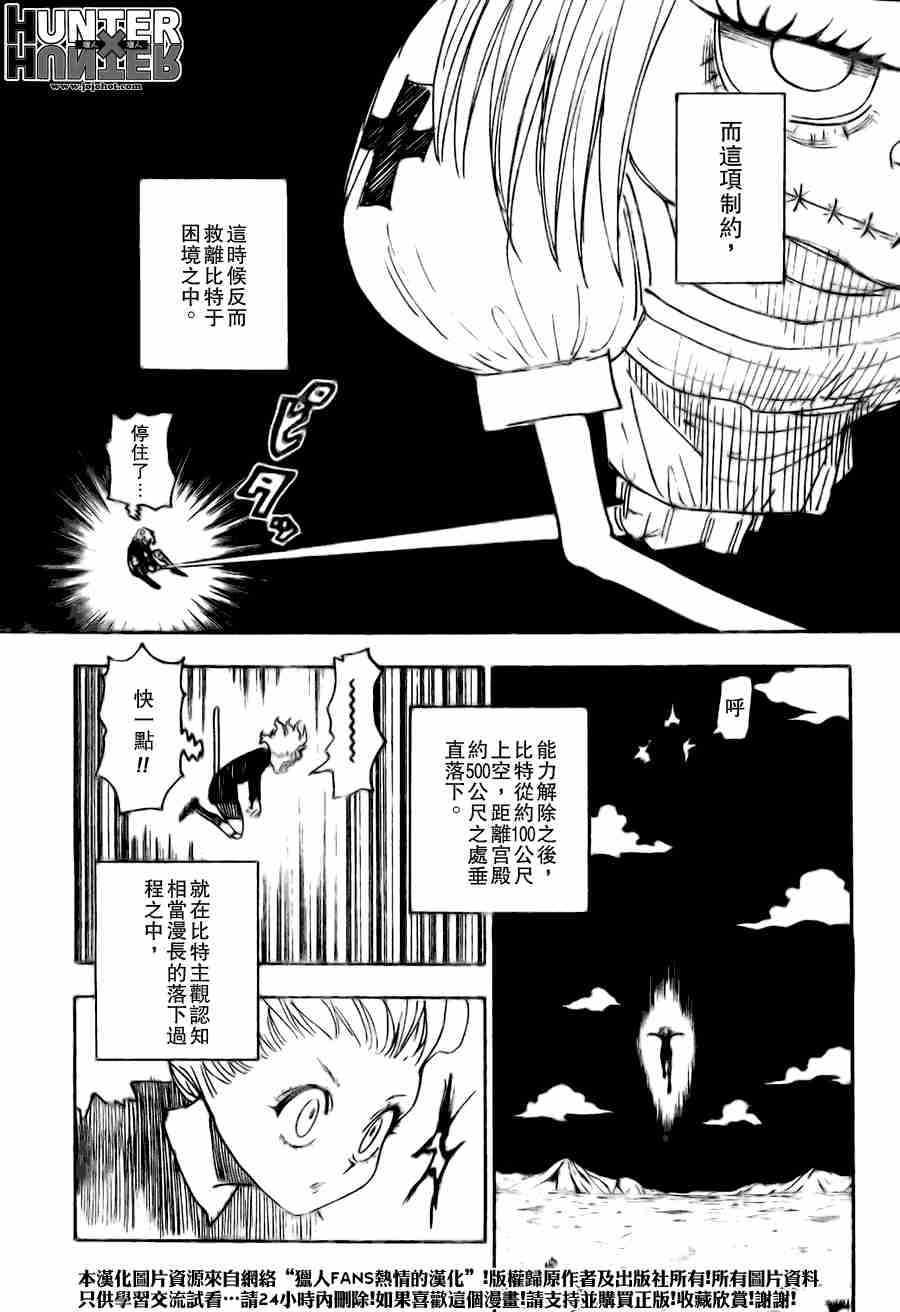 HUNTER
×
HUNTER
獵人 獵人
www.jojohot.com
而這項制約，
這時候反而
救離比特于
困境之中。
ピタッ
停住了…
呼
能力解除之後，
比特從約100公尺
上空，距離宮殿
約500公尺之處垂
直落下。
快一點!!
就在比特主觀認知
相當漫長的落下過
程之中，
本漢化圖片資源來自網絡“獵人FANS熱情的漢化”!版權歸原作者及出版社所有!所有圖片資料
只供學習交流試看…請24小時內刪除!如果喜歡這個漫畫!請支持並購買正版!收藏欣賞!謝謝!